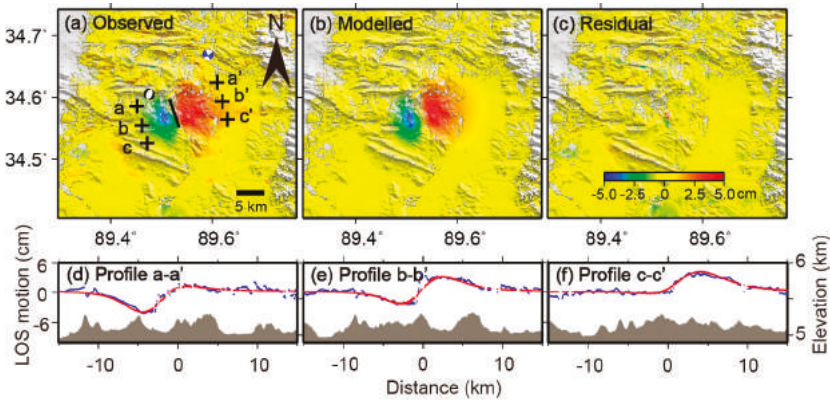 (a) Observed
(b) Modelled
(c) Residual
N
34.7°
34.6°
34.5°
a
b
c
a'
b'
c'
5 km
-5.0 -2.5 0 2.5 5.0 cm
89.4° 89.6° 89.4° 89.6° 89.4° 89.6°
(d) Profile a-a'
(e) Profile b-b'
(f) Profile c-c'
LOS motion (cm)
6
0
-6
6
5
Elevation (km)
-10 0 10 -10 0 10 -10 0 10
Distance (km)